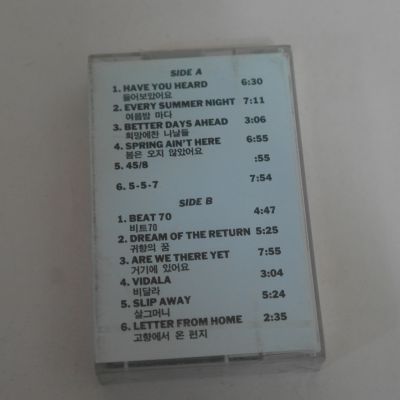 SIDE A
1. HAVE YOU HEARD 6:30
들어보았어요
2. EVERY SUMMER NIGHT 7:11
여름밤 마다
3. BETTER DAYS AHEAD 3:06
희망에찬 나날들
4. SPRING AIN'T HERE 6:55
봄은 오지 않았어요
5. 45/8 :55
6. 5-5-7 7:54
SIDE B
1. BEAT 70 4:47
비트70
2. DREAM OF THE RETURN 5:25
귀향의 꿈
3. ARE WE THERE YET 7:55
거기에 있어요
4. VIDALA 3:04
비달라
5. SLIP AWAY 5:24
살그머니
6. LETTER FROM HOME 2:35
고향에서 온 편지